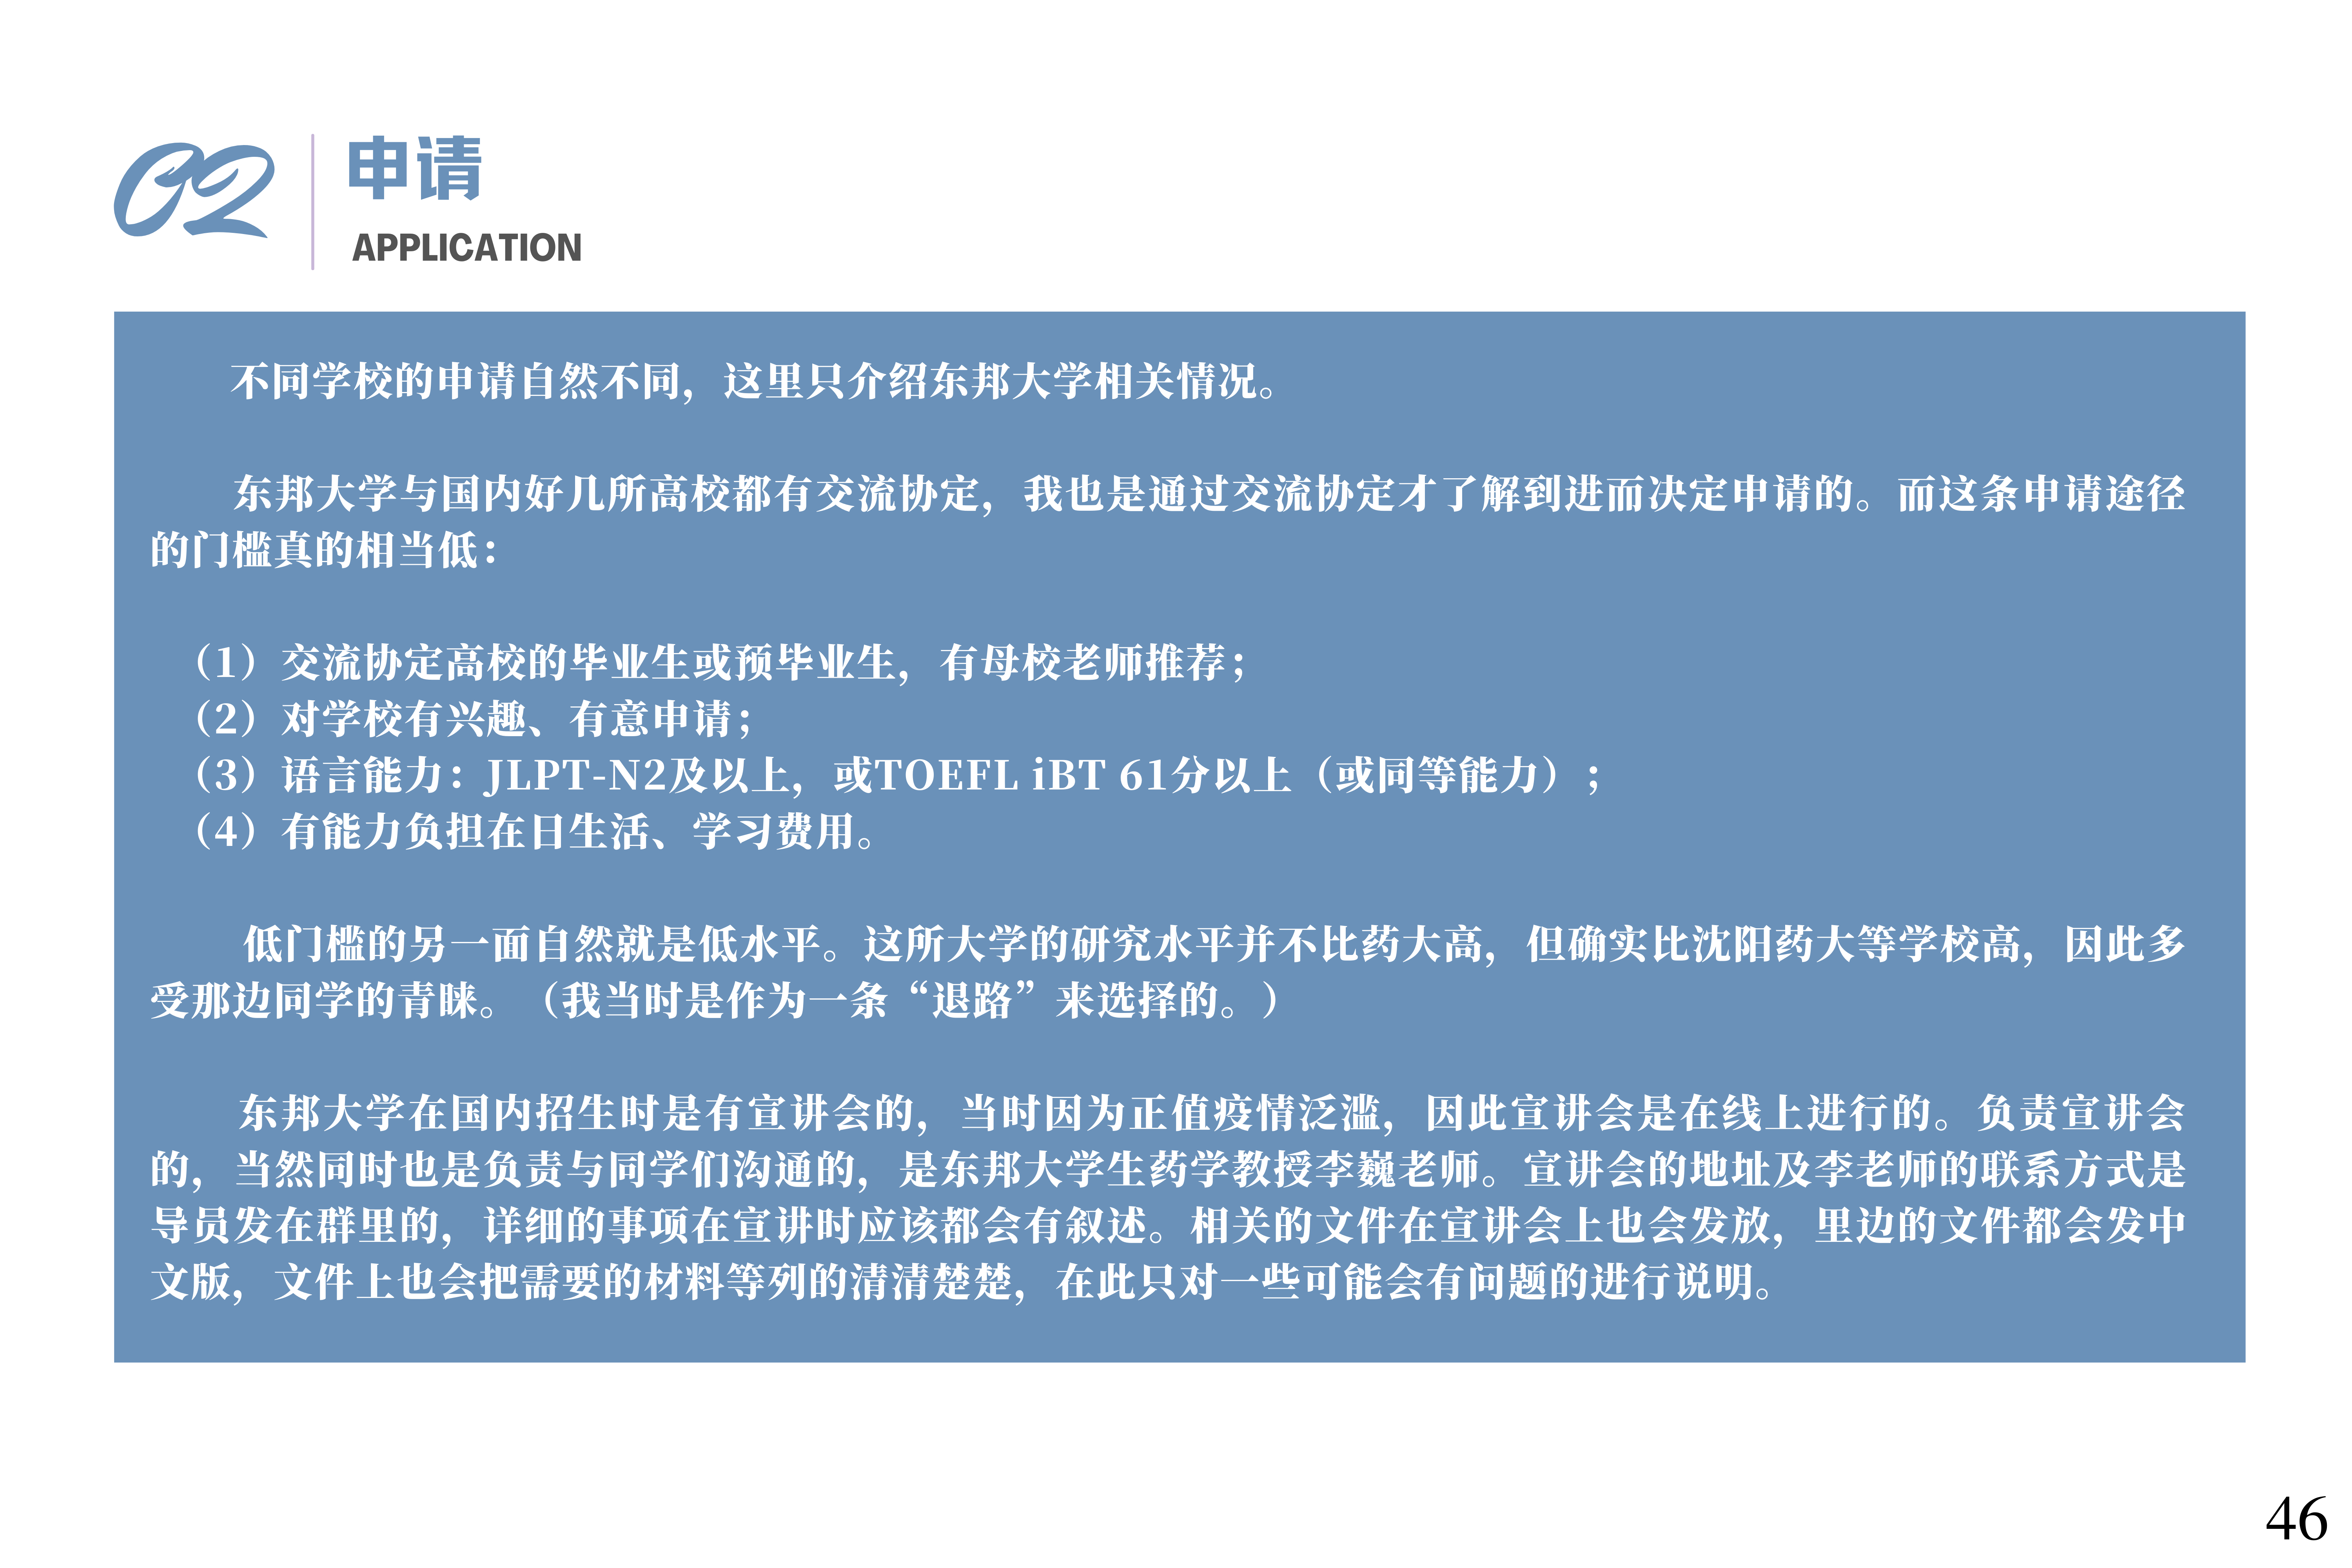 02
申请
APPLICATION
不同学校的申请自然不同，这里只介绍东邦大学相关情况。
东邦大学与国内好几所高校都有交流协定，我也是通过交流协定才了解到进而决定申请的。而这条申请途径
的门槛真的相当低：
（1）交流协定高校的毕业生或预毕业生，有母校老师推荐；
（2）对学校有兴趣、有意申请；
（3）语言能力：JLPT-N2及以上，或TOEFL iBT 61分以上（或同等能力）；
（4）有能力负担在日生活、学习费用。
低门槛的另一面自然就是低水平。这所大学的研究水平并不比药大高，但确实比沈阳药大等学校高，因此多
受那边同学的青睐。（我当时是作为一条“退路”来选择的。）
东邦大学在国内招生时是有宣讲会的，当时因为正值疫情泛滥，因此宣讲会是在线上进行的。负责宣讲会
的，当然同时也是负责与同学们沟通的，是东邦大学生药学教授李巍老师。宣讲会的地址及李老师的联系方式是
导员发在群里的，详细的事项在宣讲时应该都会有叙述。相关的文件在宣讲会上也会发放，里边的文件都会发中
文版，文件上也会把需要的材料等列的清清楚楚，在此只对一些可能会有问题的进行说明。
46